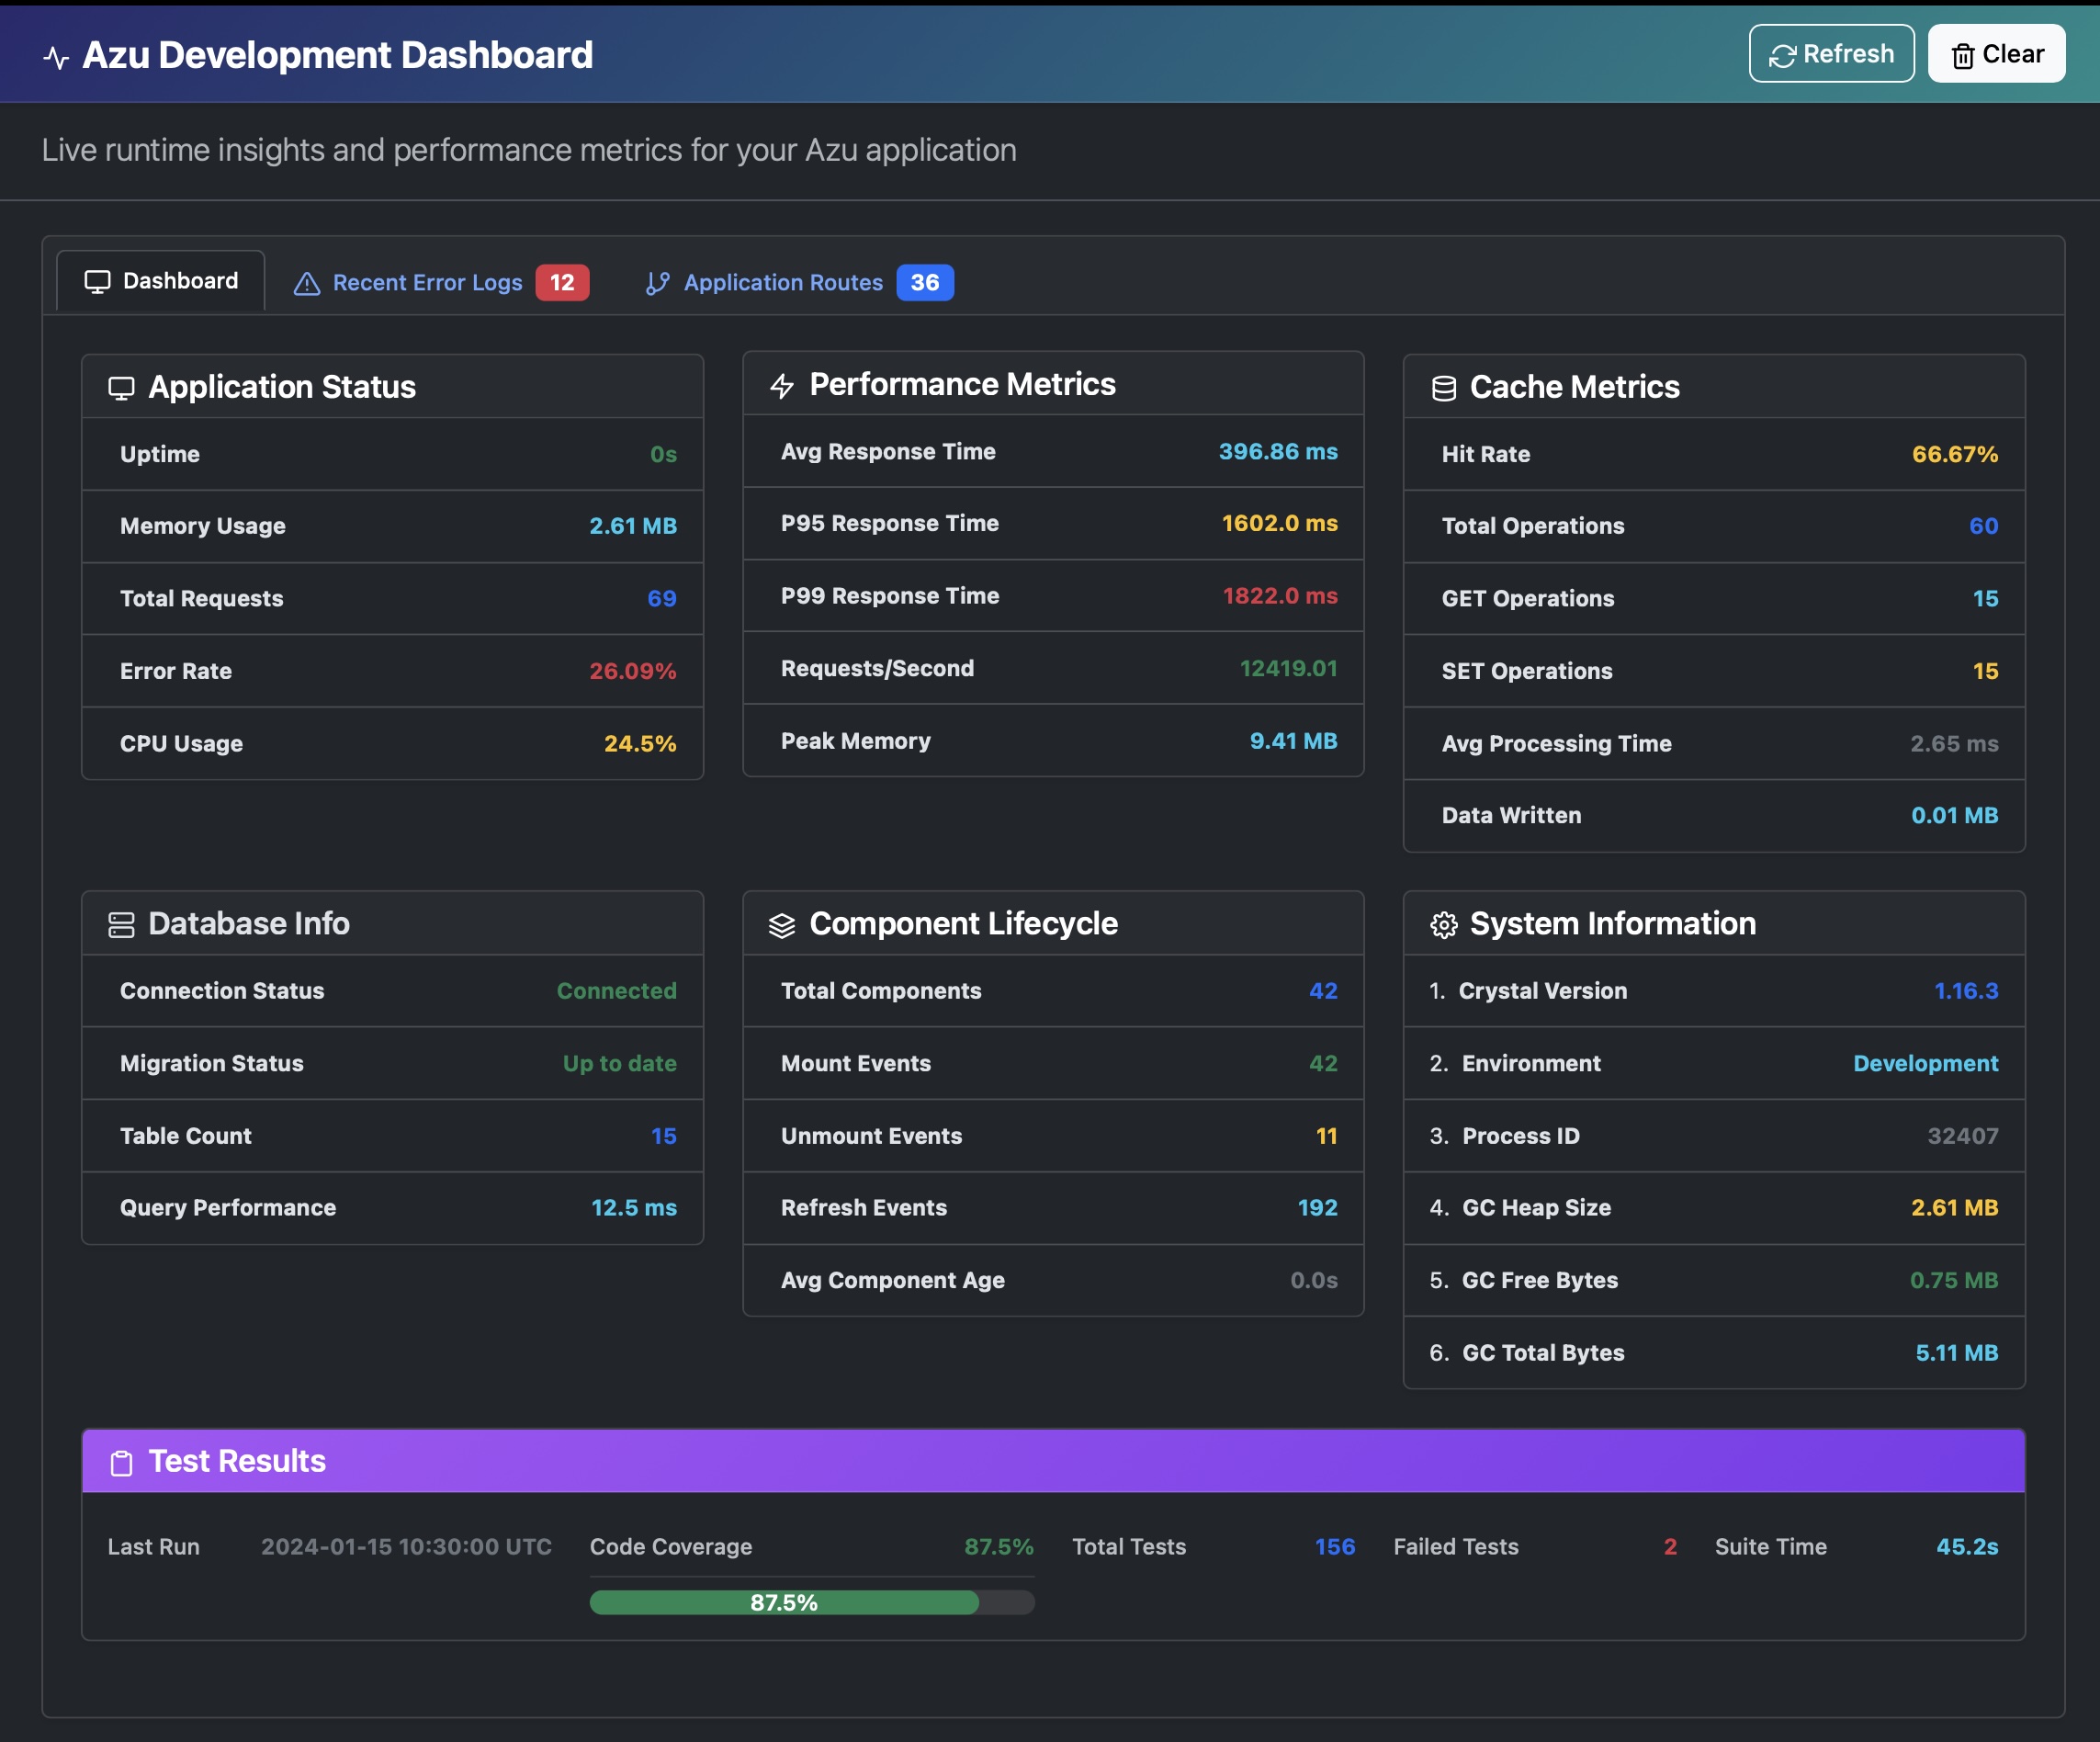 Azu Development Dashboard
Refresh
Clear
Live runtime insights and performance metrics for your Azu application
Dashboard
Recent Error Logs 12
Application Routes 36
Application Status
Uptime 0s
Memory Usage 2.61 MB
Total Requests 69
Error Rate 26.09%
CPU Usage 24.5%
Performance Metrics
Avg Response Time 396.86 ms
P95 Response Time 1602.0 ms
P99 Response Time 1822.0 ms
Requests/Second 12419.01
Peak Memory 9.41 MB
Cache Metrics
Hit Rate 66.67%
Total Operations 60
GET Operations 15
SET Operations 15
Avg Processing Time 2.65 ms
Data Written 0.01 MB
Database Info
Connection Status Connected
Migration Status Up to date
Table Count 15
Query Performance 12.5 ms
Component Lifecycle
Total Components 42
Mount Events 42
Unmount Events 11
Refresh Events 192
Avg Component Age 0.0s
System Information
1. Crystal Version 1.16.3
2. Environment Development
3. Process ID 32407
4. GC Heap Size 2.61 MB
5. GC Free Bytes 0.75 MB
6. GC Total Bytes 5.11 MB
Test Results
Last Run 2024-01-15 10:30:00 UTC
Code Coverage 87.5%
87.5%
Total Tests 156
Failed Tests 2
Suite Time 45.2s